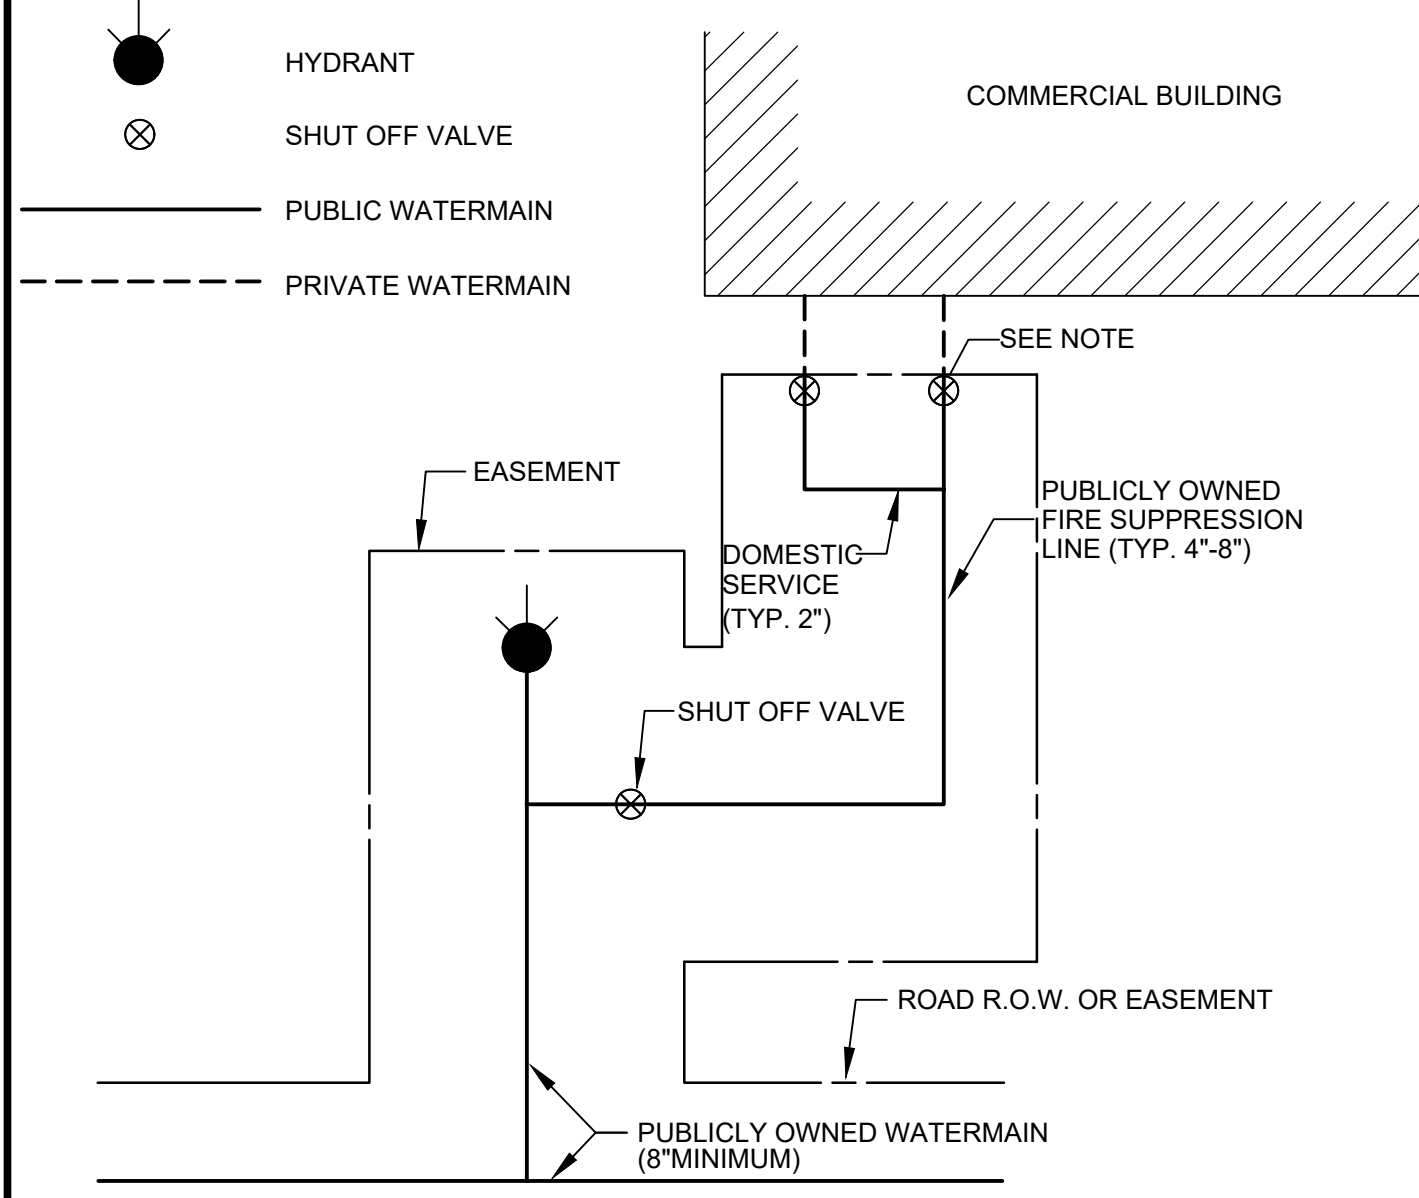 HYDRANT
SHUT OFF VALVE
PUBLIC WATERMAIN
PRIVATE WATERMAIN
COMMERCIAL BUILDING
SEE NOTE
EASEMENT
PUBLICLY OWNED
FIRE SUPPRESSION
LINE (TYP. 4"-8")
DOMESTIC
SERVICE
(TYP. 2")
SHUT OFF VALVE
ROAD R.O.W. OR EASEMENT
PUBLICLY OWNED WATERMAIN
(8"MINIMUM)